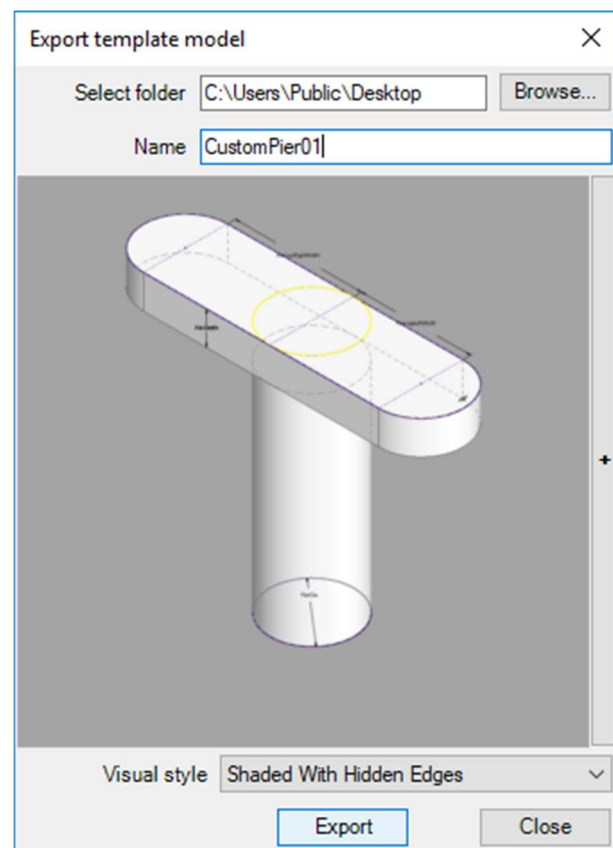 Export template model
Select folder C:\Users\Public\Desktop Browse...
Name CustomPier01
+
Visual style Shaded With Hidden Edges
Export Close